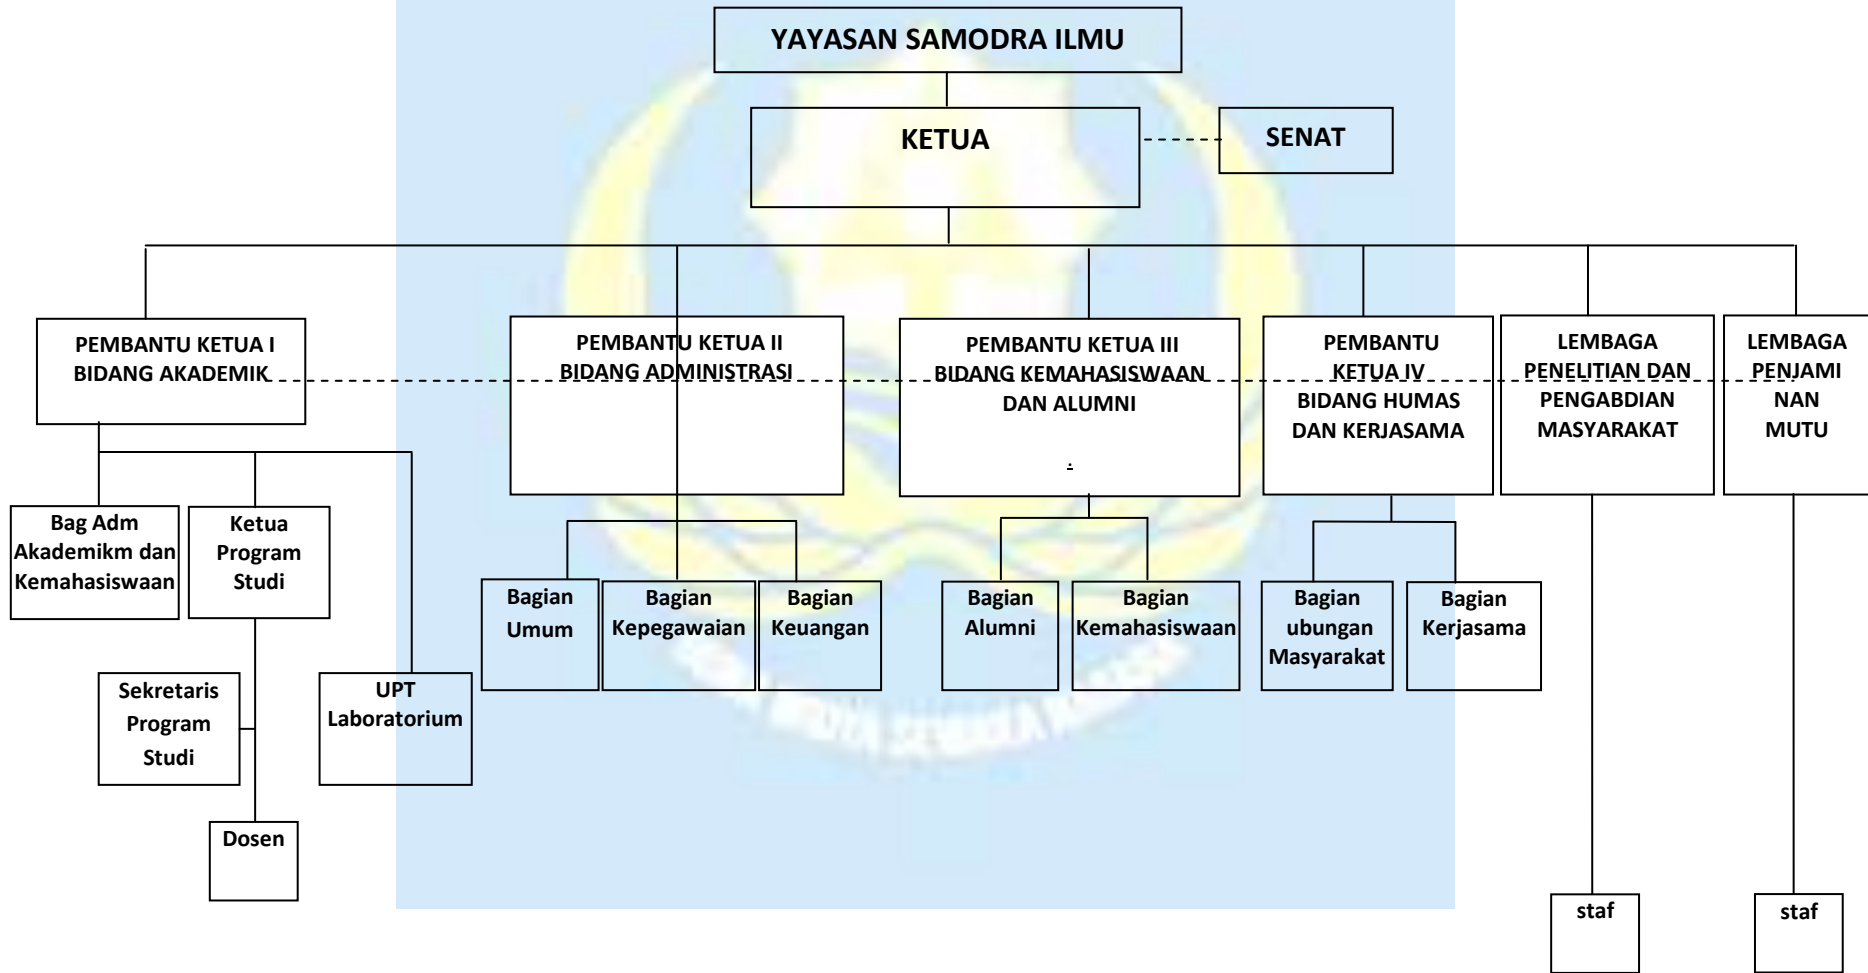 YAYASAN SAMODRA ILMU
KETUA
SENAT
PEMBANTU KETUA I
BIDANG AKADEMIK
PEMBANTU KETUA II
BIDANG ADMINISTRASI
PEMBANTU KETUA III
BIDANG KEMAHASISWAAN
DAN ALUMNI
.
PEMBANTU
KETUA IV
BIDANG HUMAS
DAN KERJASAMA
LEMBAGA
PENELITIAN DAN
PENGABDIAN
MASYARAKAT
LEMBAGA
PENJAMI
NAN
MUTU
Bag Adm
Akademikm dan
Kemahasiswaan
Ketua
Program
Studi
Bagian
Umum
Bagian
Kepegawaian
Bagian
Keuangan
Bagian
Alumni
Bagian
Kemahasiswaan
Bagian
ubungan
Masyarakat
Bagian
Kerjasama
Sekretaris
Program
Studi
UPT
Laboratorium
Dosen
staf
staf